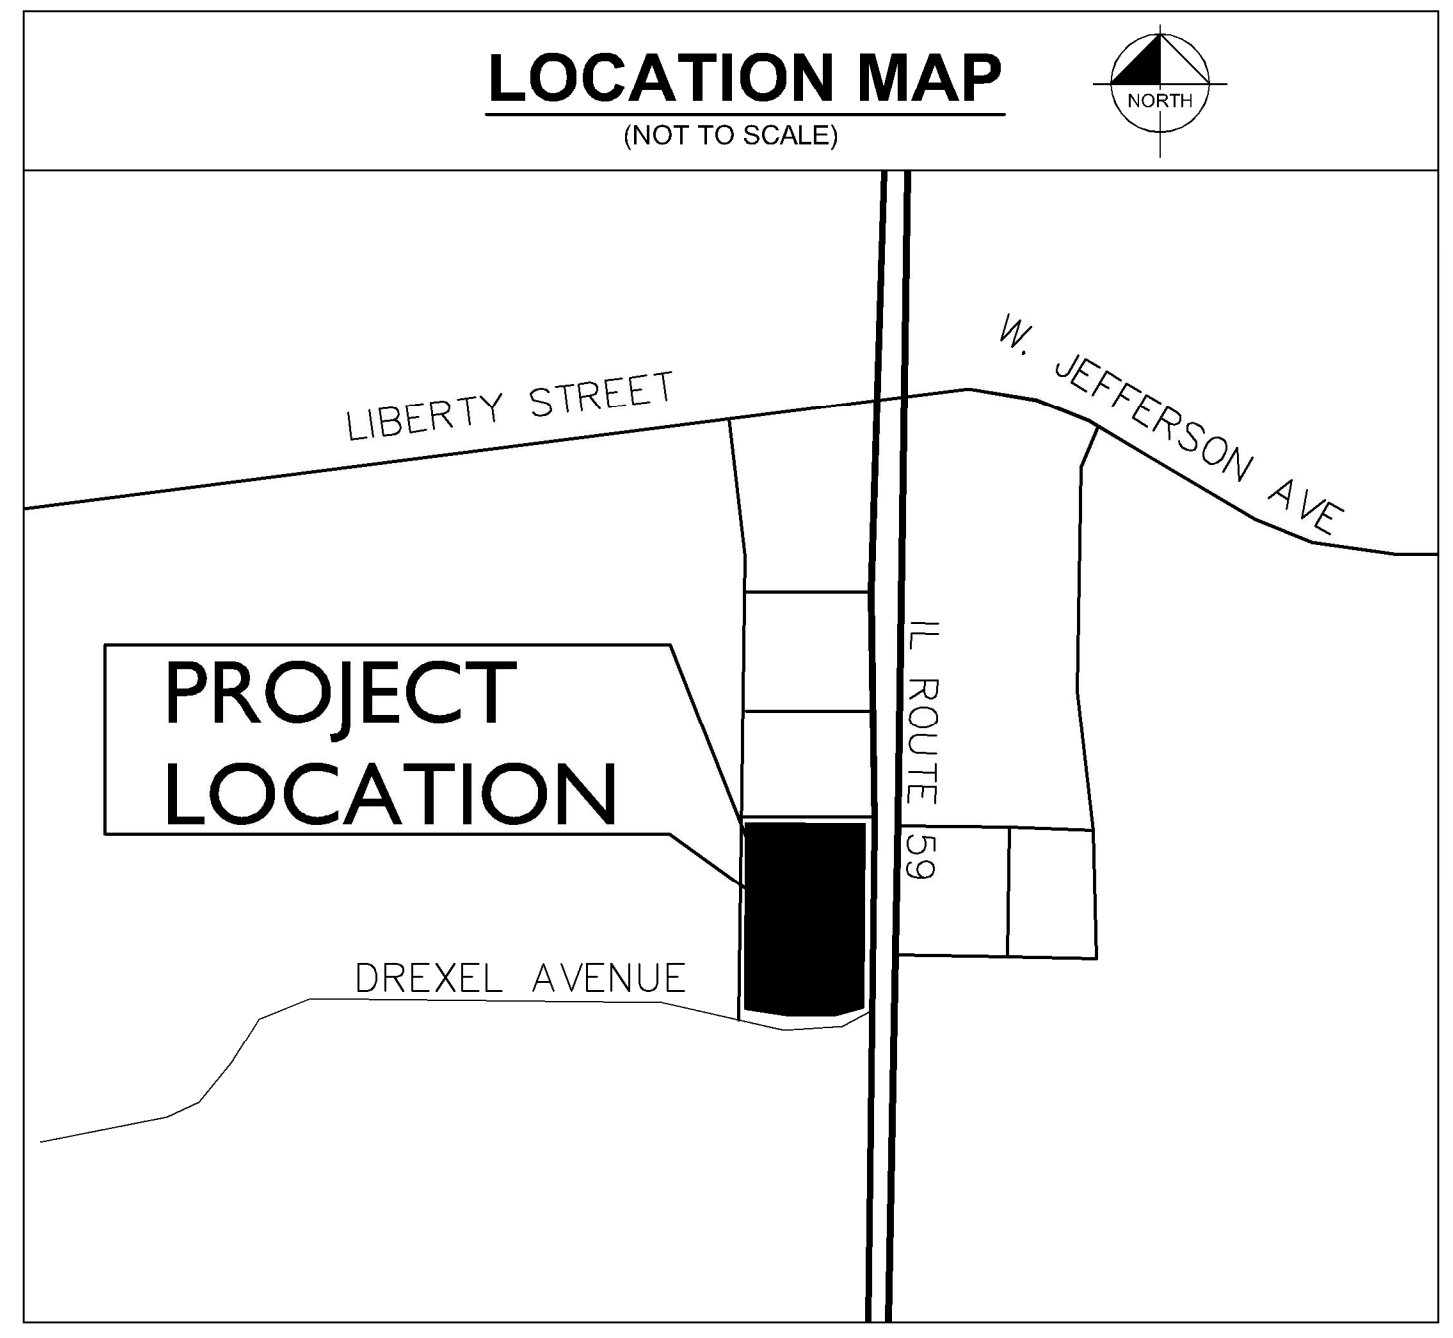 LOCATION MAP
(NOT TO SCALE)
NORTH
W. JEFFERSON AVE
LIBERTY STREET
IL ROUTE 59
PROJECT
LOCATION
DREXEL AVENUE